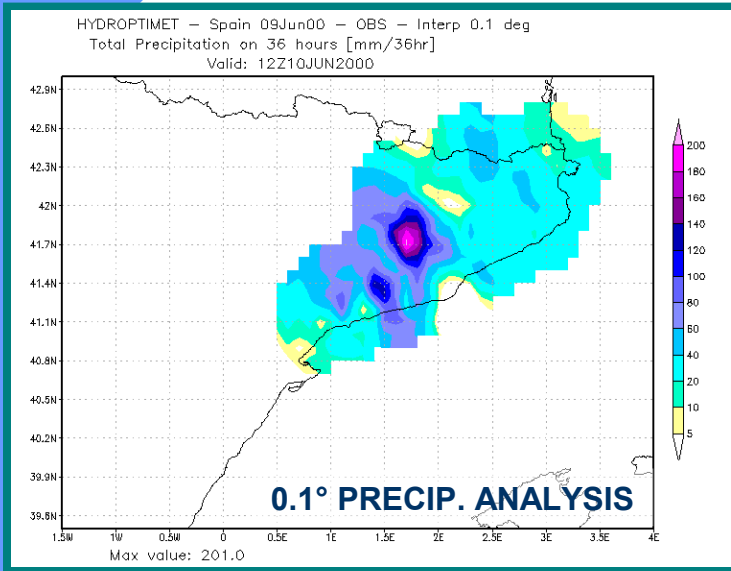 HYDROPTIMET – Spain 09Jun00 – OBS – Interp 0.1 deg
Total Precipitation on 36 hours [mm/36hr]
Valid: 12Z10JUN2000
42.9N
42.6N
42.3N
42N
41.7N
41.4N
41.1N
40.8N
40.5N
40.2N
39.9N
39.6N
1.5W
1W
0.5W
0
0.5E
1E
1.5E
2E
2.5E
3E
3.5E
4E
200
180
160
140
120
100
80
60
40
20
10
5
0.1° PRECIP. ANALYSIS
Max value: 201.0